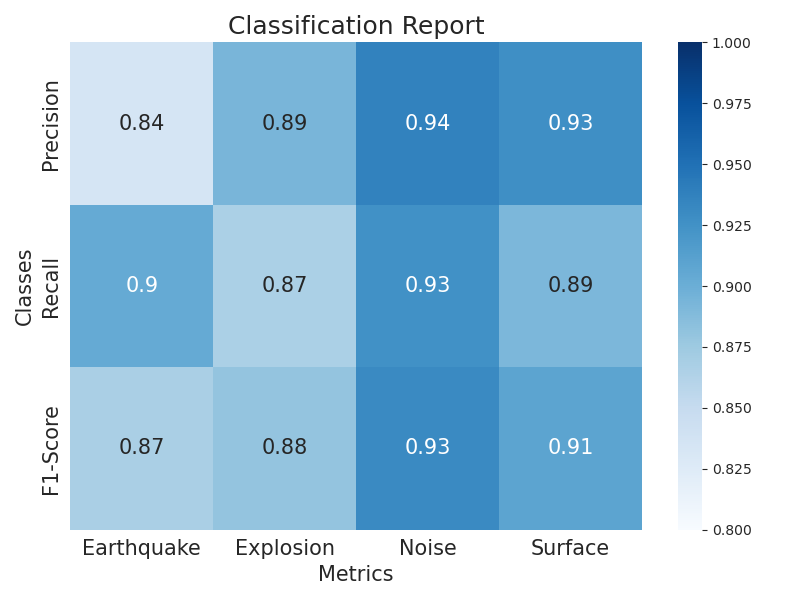 Classification Report
Classes
Precision
0.84 0.89 0.94 0.93
Recall
0.9 0.87 0.93 0.89
F1-Score
0.87 0.88 0.93 0.91
Earthquake Explosion Noise Surface
Metrics
1.000
0.975
0.950
0.925
0.900
0.875
0.850
0.825
0.800